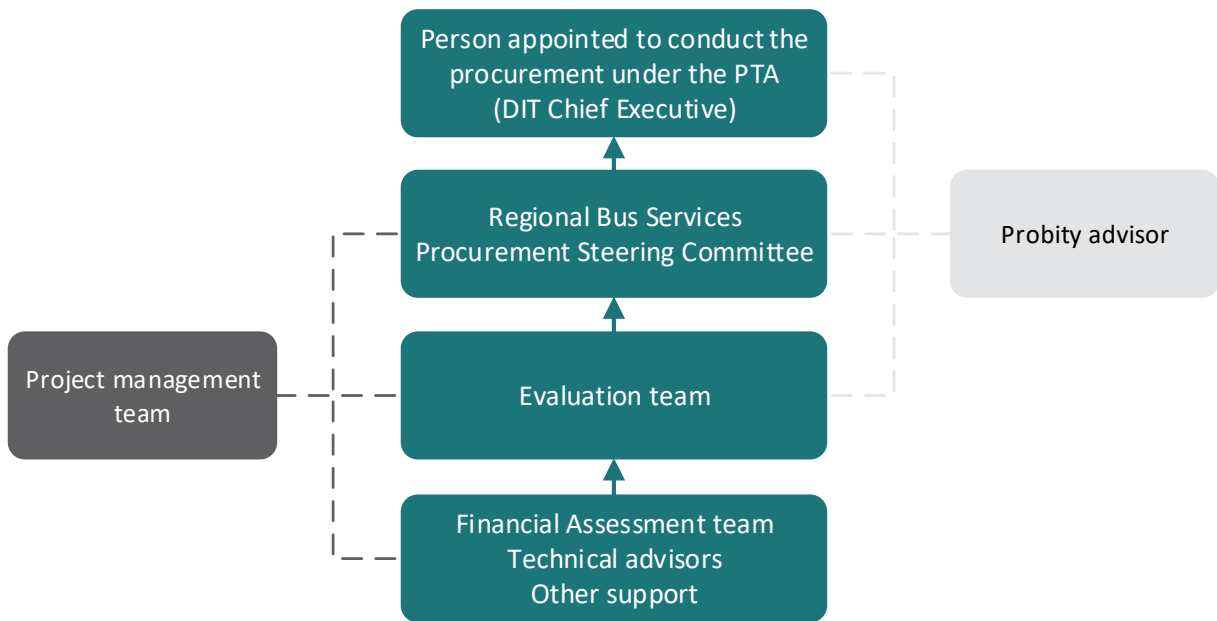 Person appointed to conduct the
procurement under the PTA
(DIT Chief Executive)
Regional Bus Services
Procurement Steering Committee
Probity advisor
Project management
team
Evaluation team
Financial Assessment team
Technical advisors
Other support